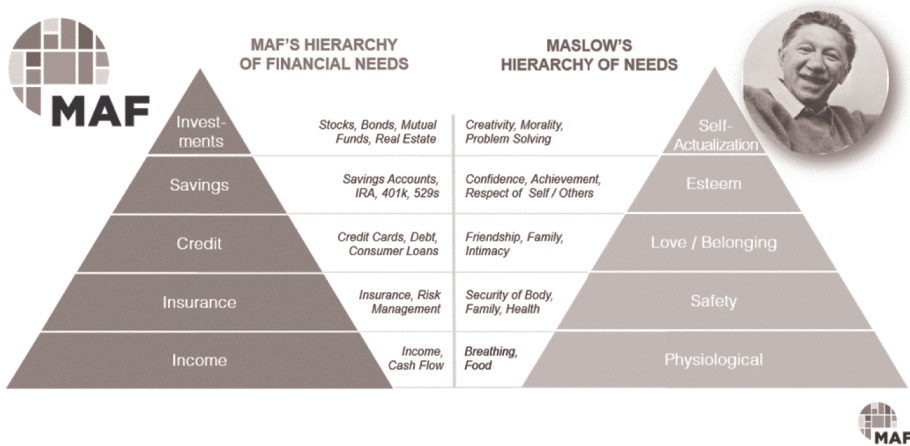 MAF
MAF'S HIERARCHY
OF FINANCIAL NEEDS
MASLOW'S
HIERARCHY OF NEEDS
Invest-
ments
Stocks, Bonds, Mutual
Funds, Real Estate
Creativity, Morality,
Problem Solving
Self-
Actualization
Savings
Savings Accounts,
IRA, 401k, 529s
Confidence, Achievement,
Respect of Self / Others
Esteem
Credit
Credit Cards, Debt,
Consumer Loans
Friendship, Family,
Intimacy
Love / Belonging
Insurance
Insurance, Risk
Management
Security of Body,
Family, Health
Safety
Income
Income,
Cash Flow
Breathing,
Food
Physiological
MAF